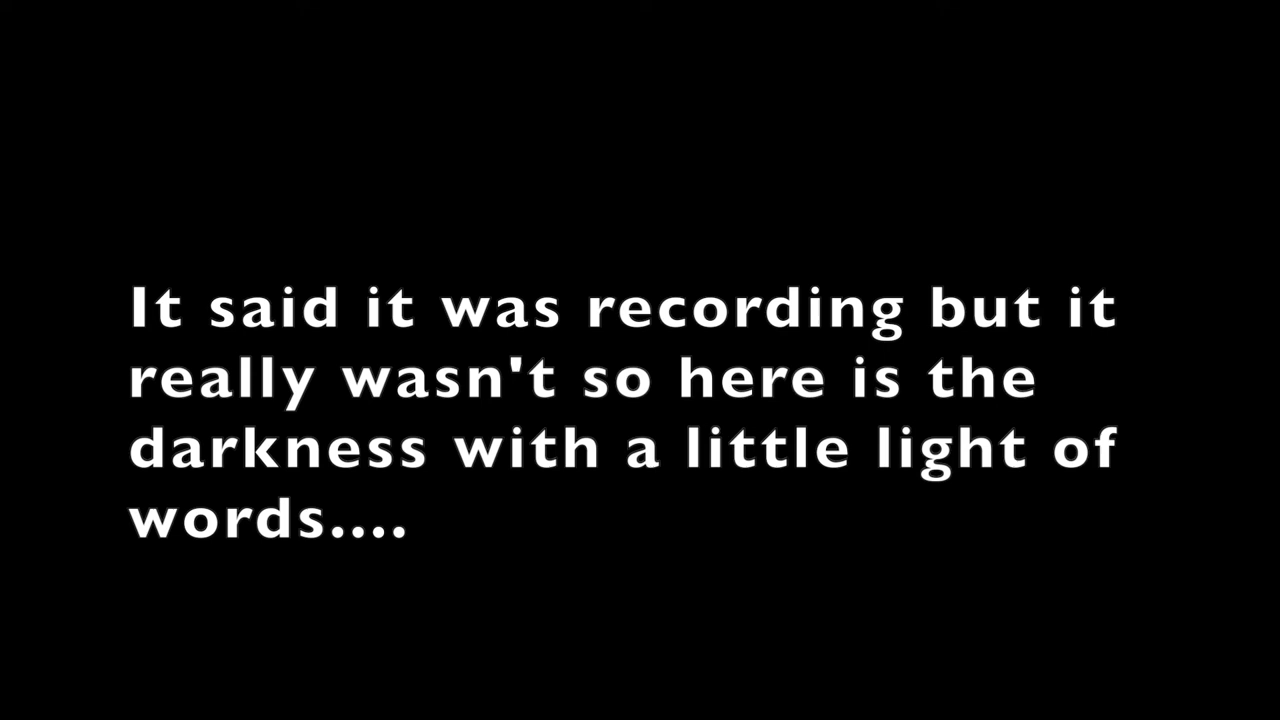 It said it was recording but it
really wasn't so here is the
darkness with a little light of
words....